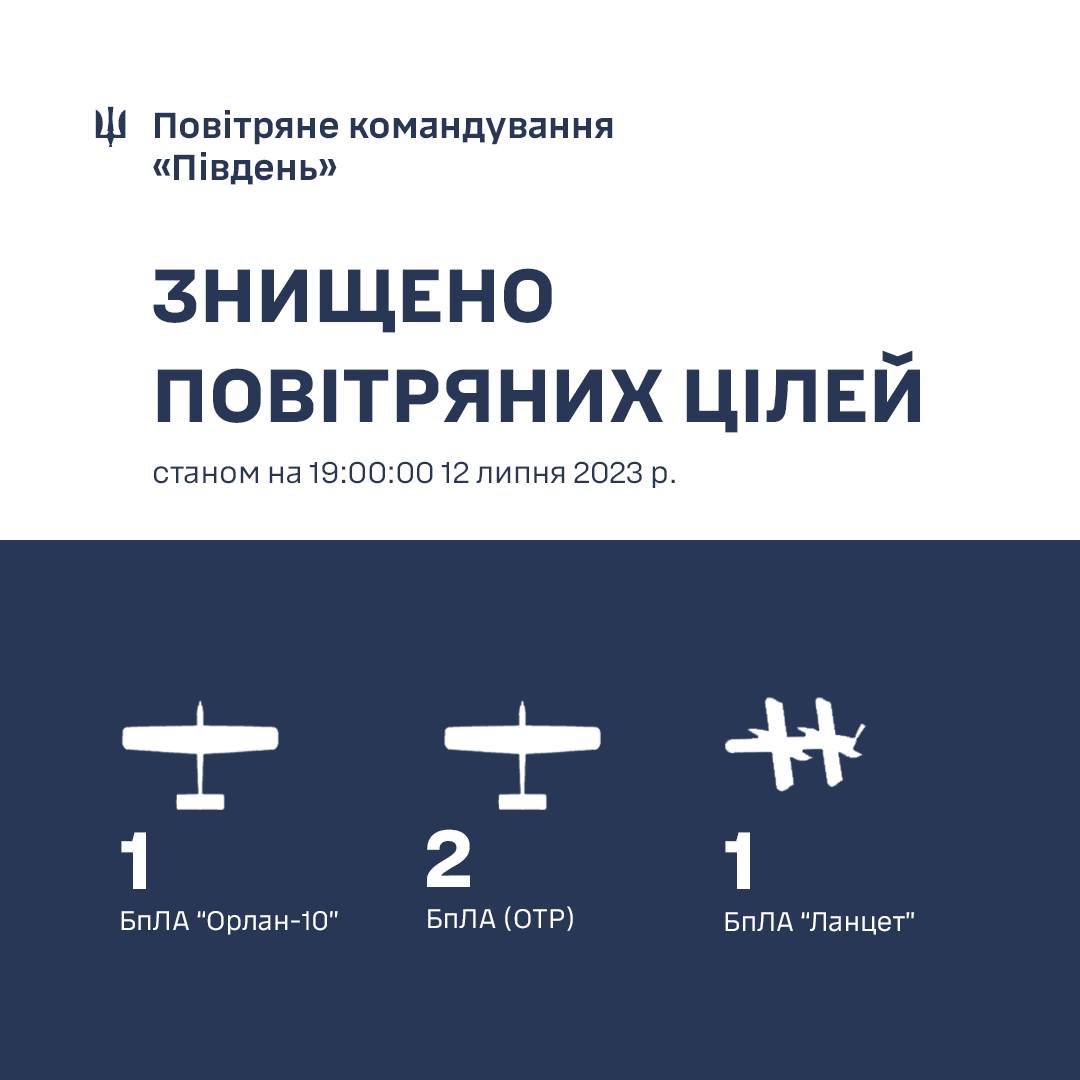 Повітряне командування
«Південь»
ЗНИЩЕНО
ПОВІТРЯНИХ ЦІЛЕЙ
станом на 19:00:00 12 липня 2023 р.
1
БпЛА “Орлан-10”
2
БпЛА (ОТР)
1
БпЛА “Ланцет”